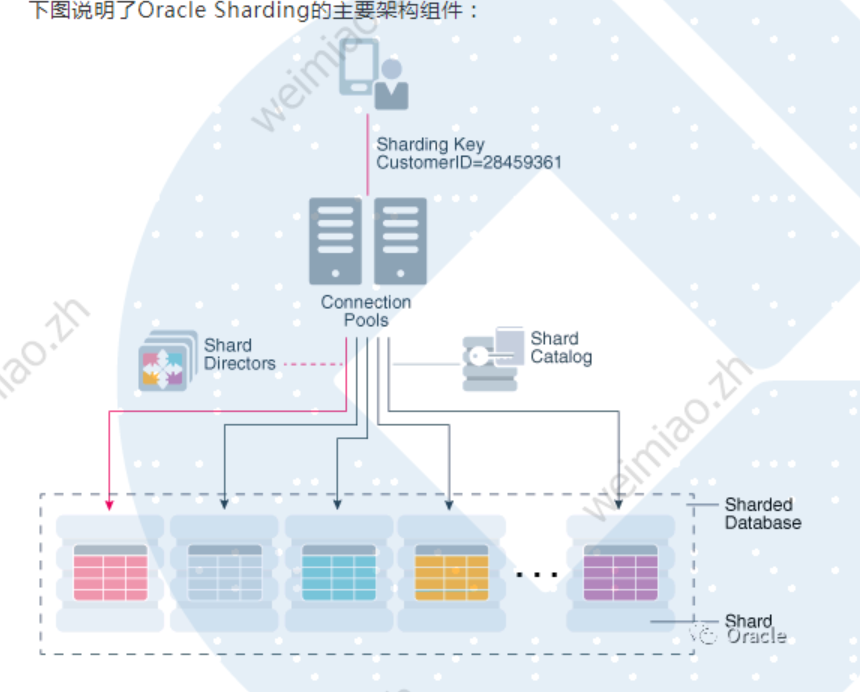 下图说明了Oracle Sharding的主要架构组件：
weimiao.zh
Sharding Key
CustomerID=28459361
Connection
Pools
Shard
Directors
Shard
Catalog
iao.zh
weimiao.zh
Sharded
Database
...
Shard
Oracle